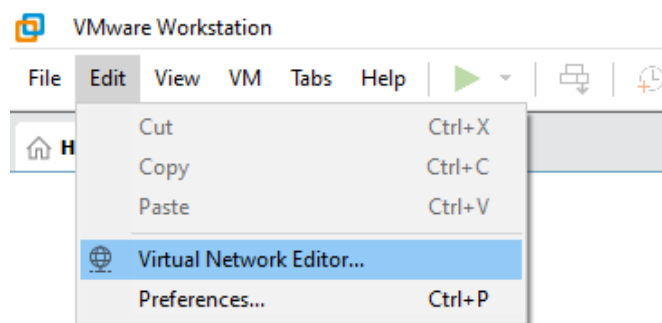 VMware Workstation
File Edit View VM Tabs Help
H
Cut Ctrl+X
Copy Ctrl+C
Paste Ctrl+V
Virtual Network Editor...
Preferences... Ctrl+P